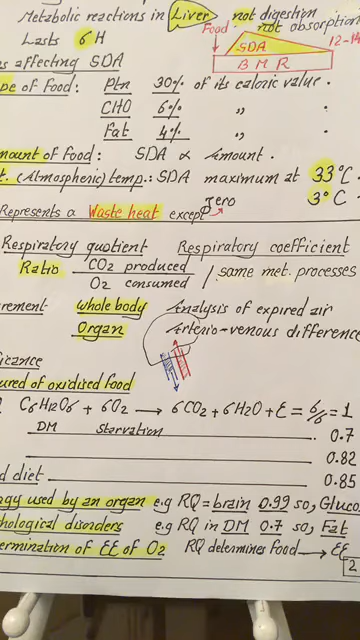 Metabolic reactions in Liver not digestion
not absorption
Lasts 6 H
Food
SDA
12-14
B M R
as affecting SDA
pe of Food: Ptn 30% of its caloric value.
CHO 6% ,, .
Fat 4% ,, .
mount of Food: SDA ∝ Amount.
t. (Atmospheric) temp.: SDA maximum at 33°C.
zero 3°C
Represents a Waste heat except
Respiratory quotient Respiratory coefficient
Ratio CO2 produced / same met. processes
O2 consumed
urement whole body Analysis of expired air
Organ Arterio-venous difference
ficance
ured of oxidised food
C6H12O6 + 6O2 → 6CO2 + 6H2O + E = 6/6 = 1
DM starvation 0.7
0.82
d diet 0.85
gy used by an organ e.g RQ = brain 0.99 so, Gluco
hological disorders e.g RQ in DM 0.7 so, Fat
ermination of EE of O2 RQ determines food → EE
2